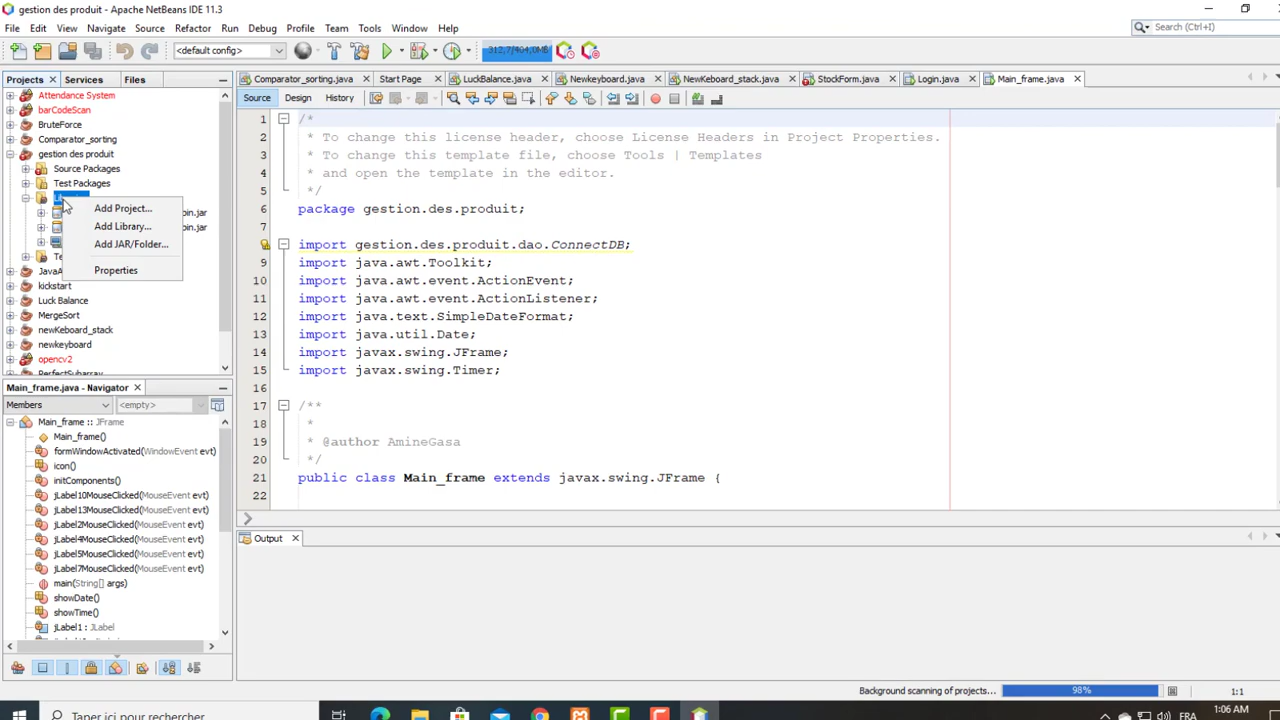 gestion des produit - Apache NetBeans IDE 11.3
File Edit View Navigate Source Refactor Run Debug Profile Team Tools Window Help
Search (Ctrl+I)
<default config>
312,7/464,0MB
Projects Services Files
Comparator_sorting.java Start Page LuckBalance.java Newkeyboard.java NewKeboard_stack.java StockForm.java Login.java Main_frame.java
Source Design History
Attendance System
barCodeScan
BruteForce
Comparator_sorting
gestion des produit
Source Packages
Test Packages
Add Project...
Add Library...
Add JAR/Folder...
Properties
kickstart
Luck Balance
MergeSort
newKeboard_stack
newkeyboard
opencv2
1 /*
2 * To change this license header, choose License Headers in Project Properties.
3 * To change this template file, choose Tools | Templates
4 * and open the template in the editor.
5 */
6 package gestion.des.produit;
7
import gestion.des.produit.dao.ConnectDB;
9 import java.awt.Toolkit;
10 import java.awt.event.ActionEvent;
11 import java.awt.event.ActionListener;
12 import java.text.SimpleDateFormat;
13 import java.util.Date;
14 import javax.swing.JFrame;
15 import javax.swing.Timer;
16
17 /**
18 *
19 * @author AmineGasa
20 */
21 public class Main_frame extends javax.swing.JFrame {
22
Main_frame.java - Navigator
Members <empty>
Main_frame :: JFrame
Main_frame()
formWindowActivated(WindowEvent evt)
icon()
initComponents()
jLabel10MouseClicked(MouseEvent evt)
jLabel13MouseClicked(MouseEvent evt)
jLabel2MouseClicked(MouseEvent evt)
jLabel4MouseClicked(MouseEvent evt)
jLabel5MouseClicked(MouseEvent evt)
jLabel7MouseClicked(MouseEvent evt)
main(String[] args)
showDate()
showTime()
jLabel1 : JLabel
Output
Background scanning of projects... 98% 1:1
Taper ici pour rechercher
1:06 AM